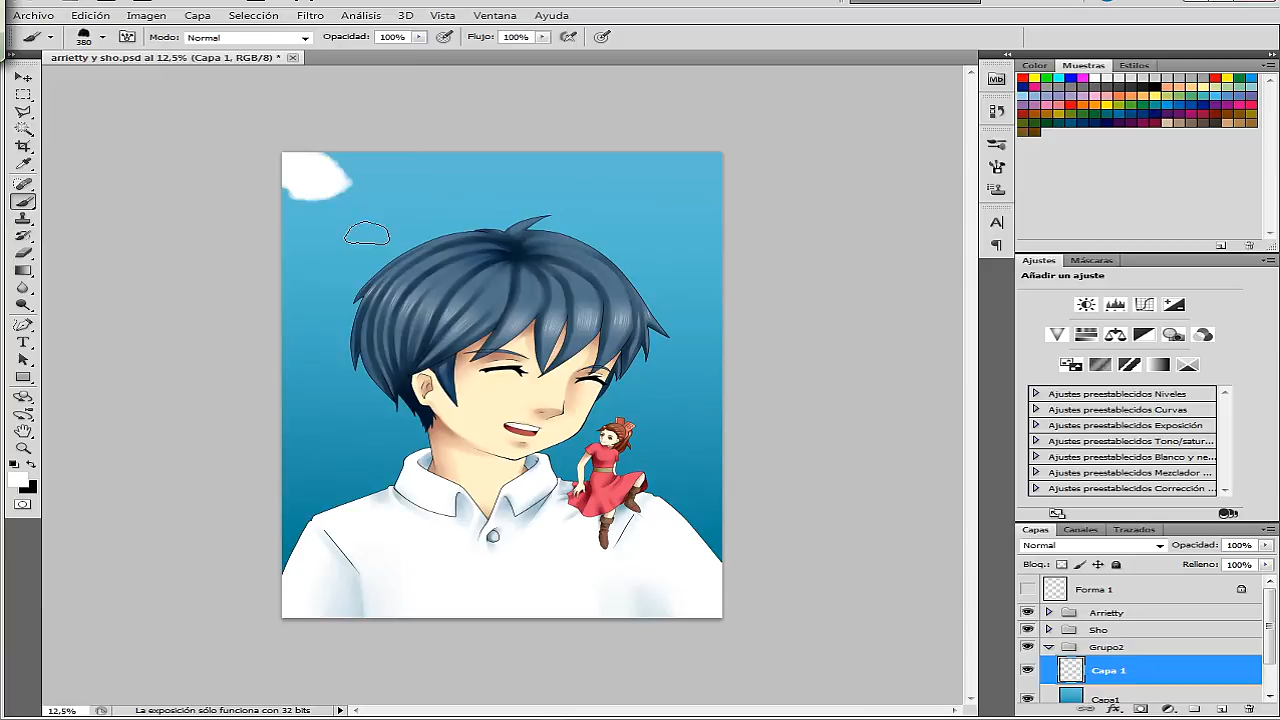 Archivo Edición Imagen Capa Selección Filtro Análisis 3D Vista Ventana Ayuda
380 Modo: Normal Opacidad: 100% Flujo: 100%
arrietty y sho.psd al 12,5% (Capa 1, RGB/8) *
Color Muestras Estilos
Mb
A
Ajustes Máscaras
Añadir un ajuste
Ajustes preestablecidos Niveles
Ajustes preestablecidos Curvas
Ajustes preestablecidos Exposición
Ajustes preestablecidos Tono/satur...
Ajustes preestablecidos Blanco y ne...
Ajustes preestablecidos Mezclador ...
Ajustes preestablecidos Corrección ...
Capas Canales Trazados
Normal Opacidad: 100%
Bloq.: Relleno: 100%
Forma 1
Arrietty
Sho
Grupo2
Capa 1
Capa1
12,5% La exposición sólo funciona con 32 bits